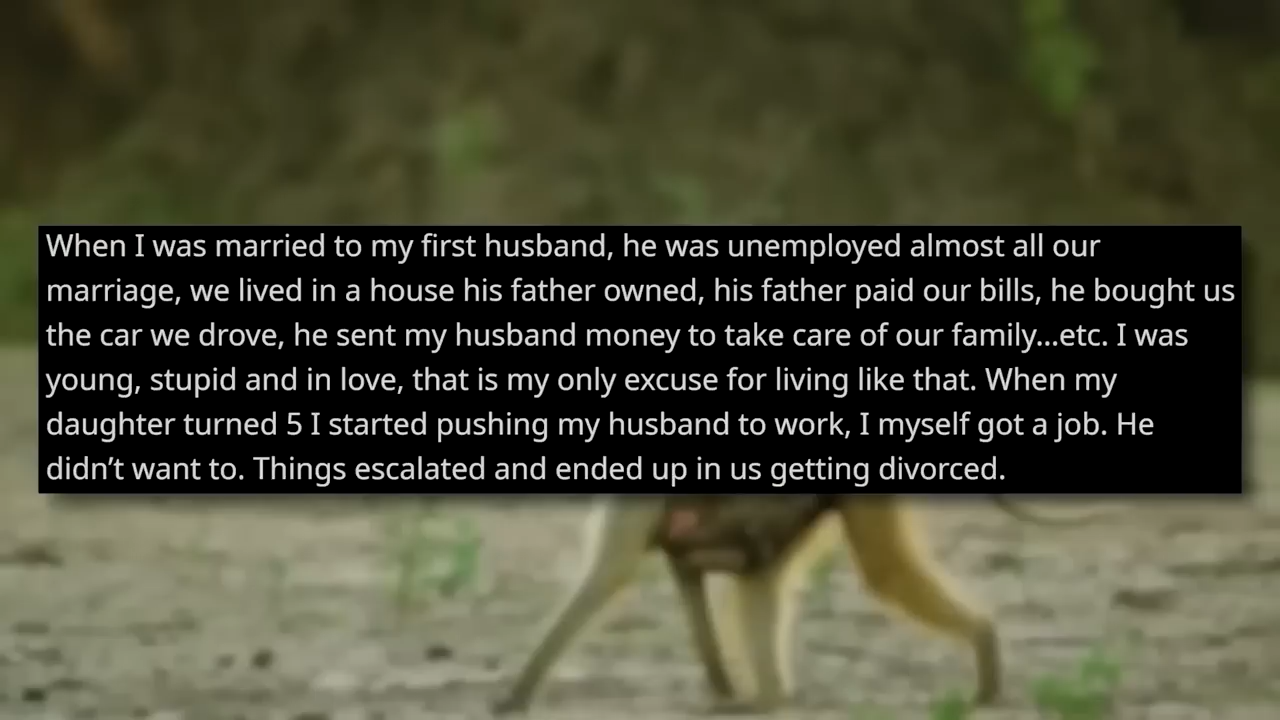 When I was married to my first husband, he was unemployed almost all our
marriage, we lived in a house his father owned, his father paid our bills, he bought us
the car we drove, he sent my husband money to take care of our family...etc. I was
young, stupid and in love, that is my only excuse for living like that. When my
daughter turned 5 I started pushing my husband to work, I myself got a job. He
didn’t want to. Things escalated and ended up in us getting divorced.